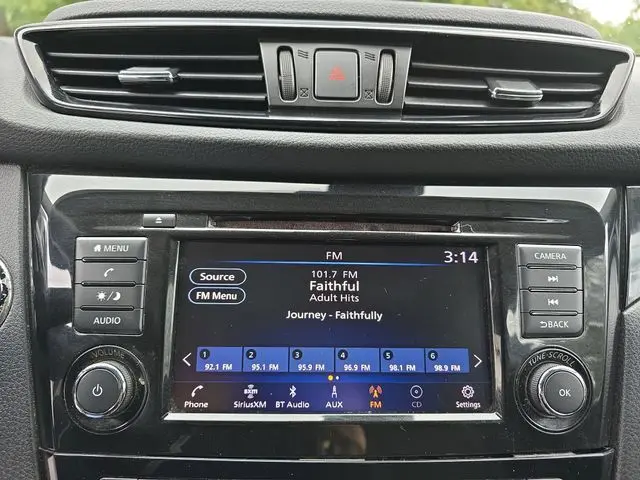 MENU
AUDIO
VOLUME
FM
3:14
Source
FM Menu
101.7 FM
Faithful
Adult Hits
Journey - Faithfully
1 2 3 4 5 6
92.1 FM 95.1 FM 95.9 FM 96.9 FM 98.1 FM 98.9 FM
Phone SiriusXM BT Audio AUX FM CD Settings
CAMERA
BACK
TUNE·SCROLL
OK